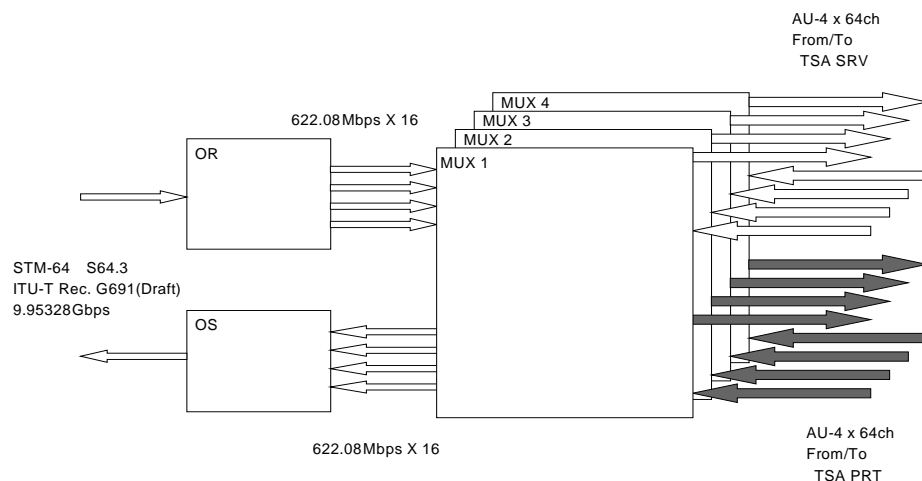 AU-4 x 64ch
From/To
TSA SRV
MUX 4
622.08Mbps X 16
MUX 3
MUX 2
OR
MUX 1
STM-64 S64.3
ITU-T Rec. G691(Draft)
9.95328Gbps
OS
622.08Mbps X 16
AU-4 x 64ch
From/To
TSA PRT